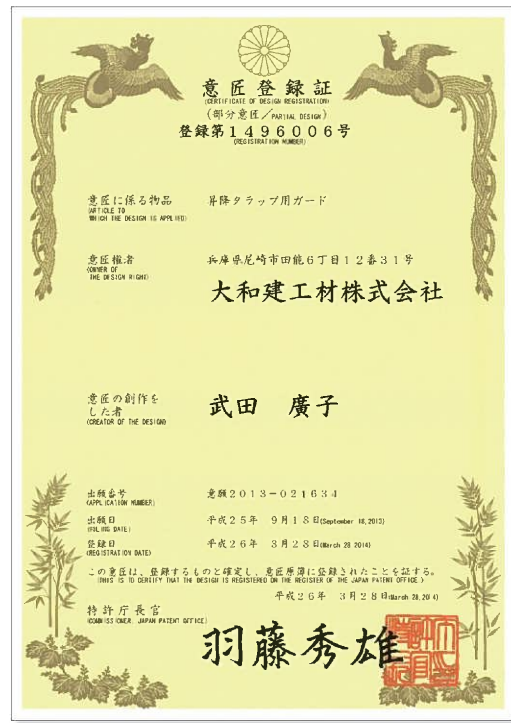 意匠登録証
(CERTIFICATE OF DESIGN REGISTRATION)
(部分意匠/PARTIAL DESIGN)
登録第1496006号
(REGISTRATION NUMBER)
意匠に係る物品
(ARTICLE TO
WHICH THE DESIGN IS APPLIED)
昇降タラップ用ガード
意匠権者
(OWNER OF
THE DESIGN RIGHT)
兵庫県尼崎市田能6丁目12番31号
大和建工材株式会社
意匠の創作を
した者
(CREATOR OF THE DESIGN)
武田 廣子
出願番号
(APPLICATION NUMBER)
意願2013-021634
出願日
(FILING DATE)
平成25年 9月18日(September 18,2013)
登録日
(REGISTRATION DATE)
平成26年 3月28日(March 28,2014)
この意匠は、登録するものと確定し、意匠原簿に登録されたことを証する。
(THIS IS TO CERTIFY THAT THE DESIGN IS REGISTERED ON THE REGISTER OF THE JAPAN PATENT OFFICE.)
平成26年 3月28日(March 28,2014)
特許庁長官
(COMMISSIONER, JAPAN PATENT OFFICE)
羽藤秀雄